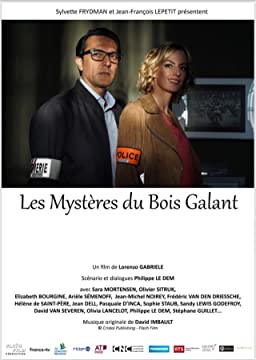 Sylvette FRYDMAN et Jean-François LEPETIT présentent
POLICE
Les Mystères du Bois Galant
Un film de Lorenzo GABRIELE
Scénario et dialogues Philippe LE DEM
avec Sara MORTENSEN, Olivier SITRUK,
Elizabeth BOURGINE, Arièle SÉMENOFF, Jean-Michel NOIREY, Frédéric VAN DEN DRIESSCHE,
Hélène de SAINT-PÈRE, Jean DELL, Pasquale D'INCA, Sophie STAUB, Sandy LEWIS GODEFROY,
David VAN SEVEREN, Olivia LANCELOT, Philippe LE DEM, Stéphane GUILLET...
Musique originale de David IMBAULT
CNC